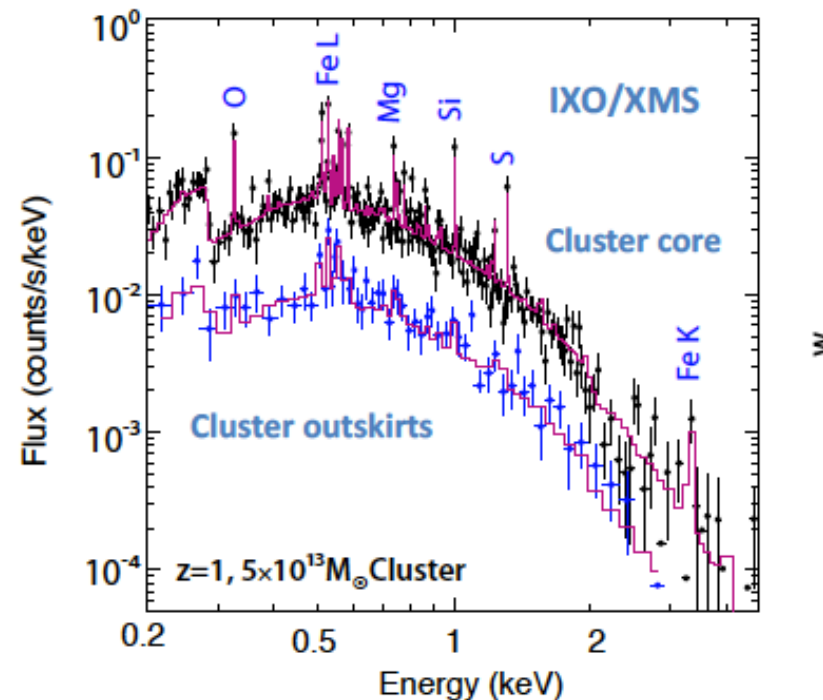 10⁰
10⁻¹
10⁻²
10⁻³
10⁻⁴
Flux (counts/s/keV)
O
Fe L
Mg
Si
S
Fe K
IXO/XMS
Cluster core
Cluster outskirts
z=1, 5×10¹³M⊙Cluster
0.2
0.5
1
2
Energy (keV)
w